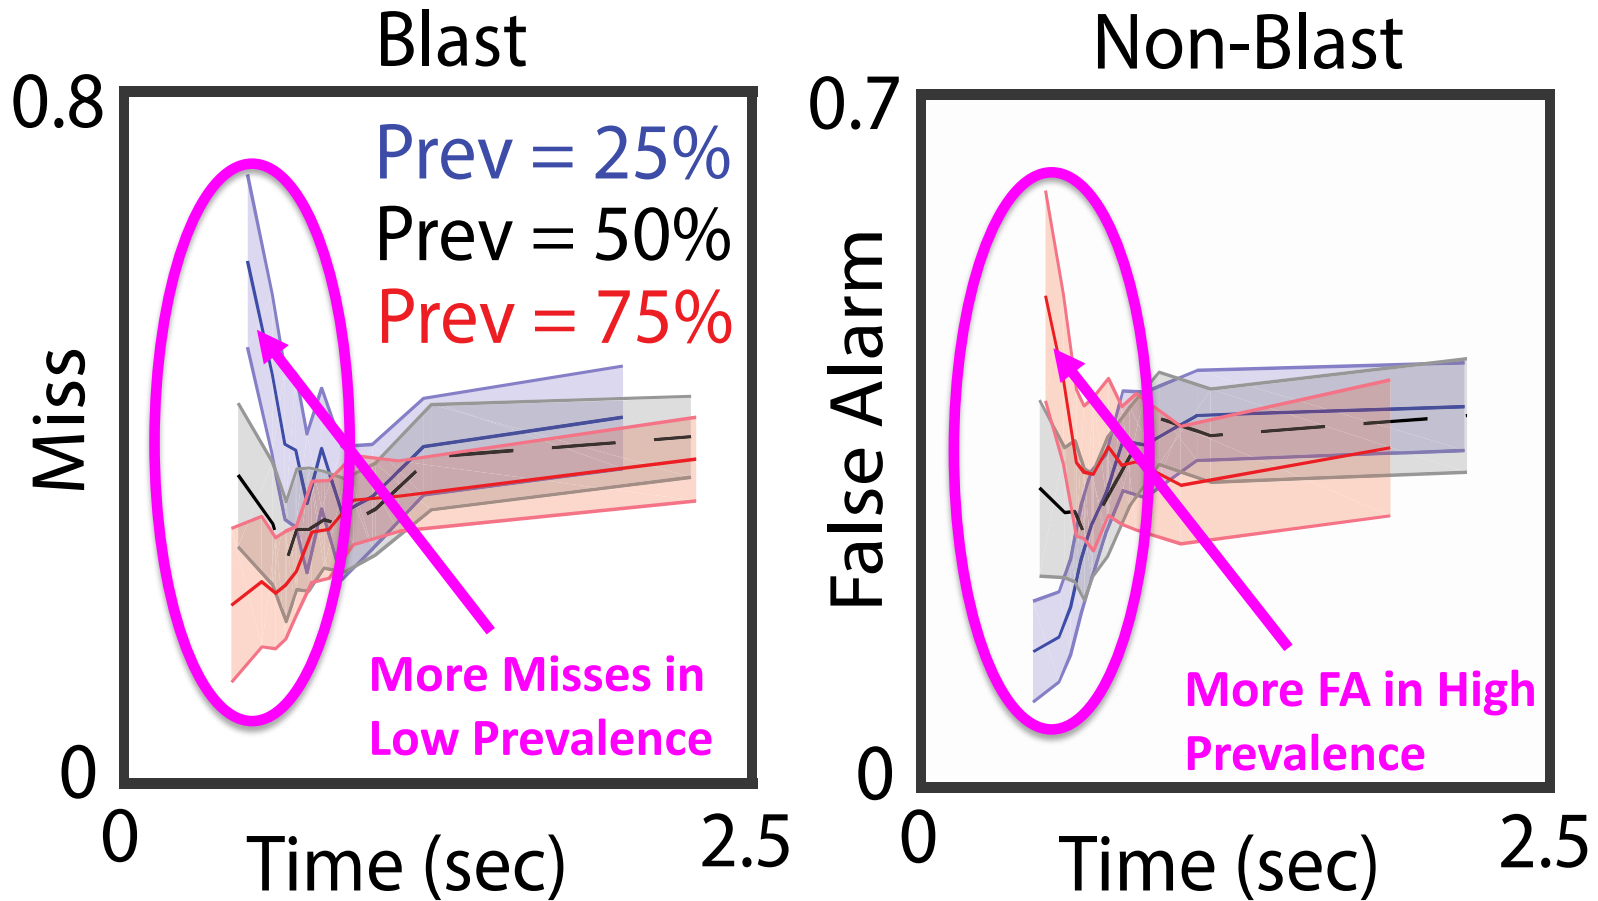 Blast
0.8
Prev = 25%
Prev = 50%
Prev = 75%
Miss
More Misses in
Low Prevalence
0
0
Time (sec)
2.5
Non-Blast
0.7
False Alarm
More FA in High
Prevalence
0
0
Time (sec)
2.5